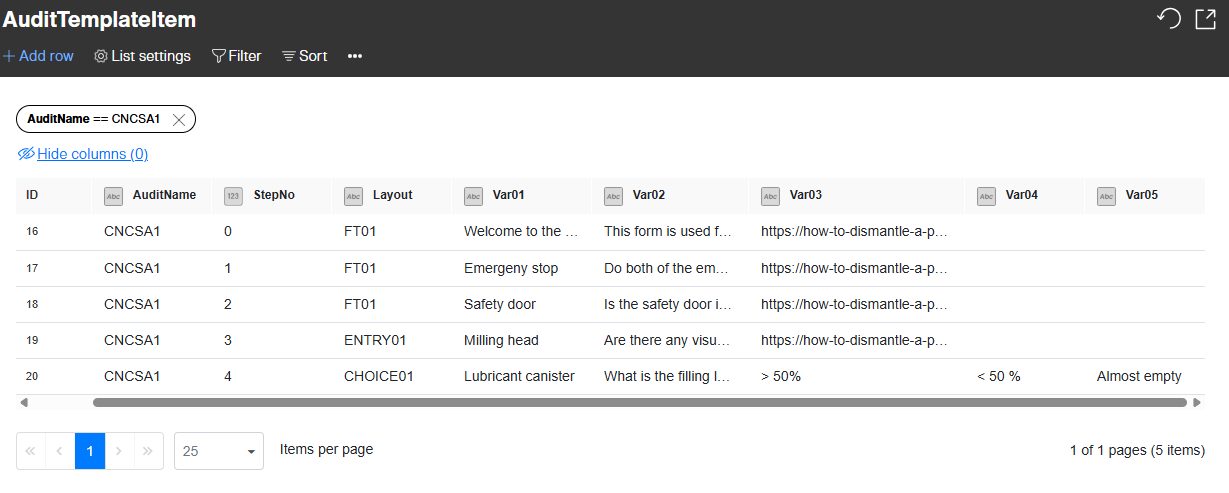 AuditTemplateItem
+ Add row List settings Filter Sort •••
AuditName == CNCSA1
Hide columns (0)
ID Abc AuditName 123 StepNo Abc Layout Abc Var01 Abc Var02 Abc Var03 Abc Var04 Abc Var05
16 CNCSA1 0 FT01 Welcome to the ... This form is used f... https://how-to-dismantle-a-p...
17 CNCSA1 1 FT01 Emergeny stop Do both of the em... https://how-to-dismantle-a-p...
18 CNCSA1 2 FT01 Safety door Is the safety door i... https://how-to-dismantle-a-p...
19 CNCSA1 3 ENTRY01 Milling head Are there any visu... https://how-to-dismantle-a-p...
20 CNCSA1 4 CHOICE01 Lubricant canister What is the filling l... > 50% < 50 % Almost empty
« ‹ 1 › » 25 Items per page 1 of 1 pages (5 items)